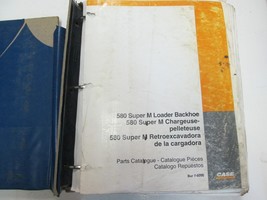 580 Super M Loader Backhoe
580 Super M Chargeuse-
pelleteuse
580 Super M Retroexcavadora
de la cargadora
Parts Catalogue - Catalogue Pièces
Catalogo Repuestos
CASE